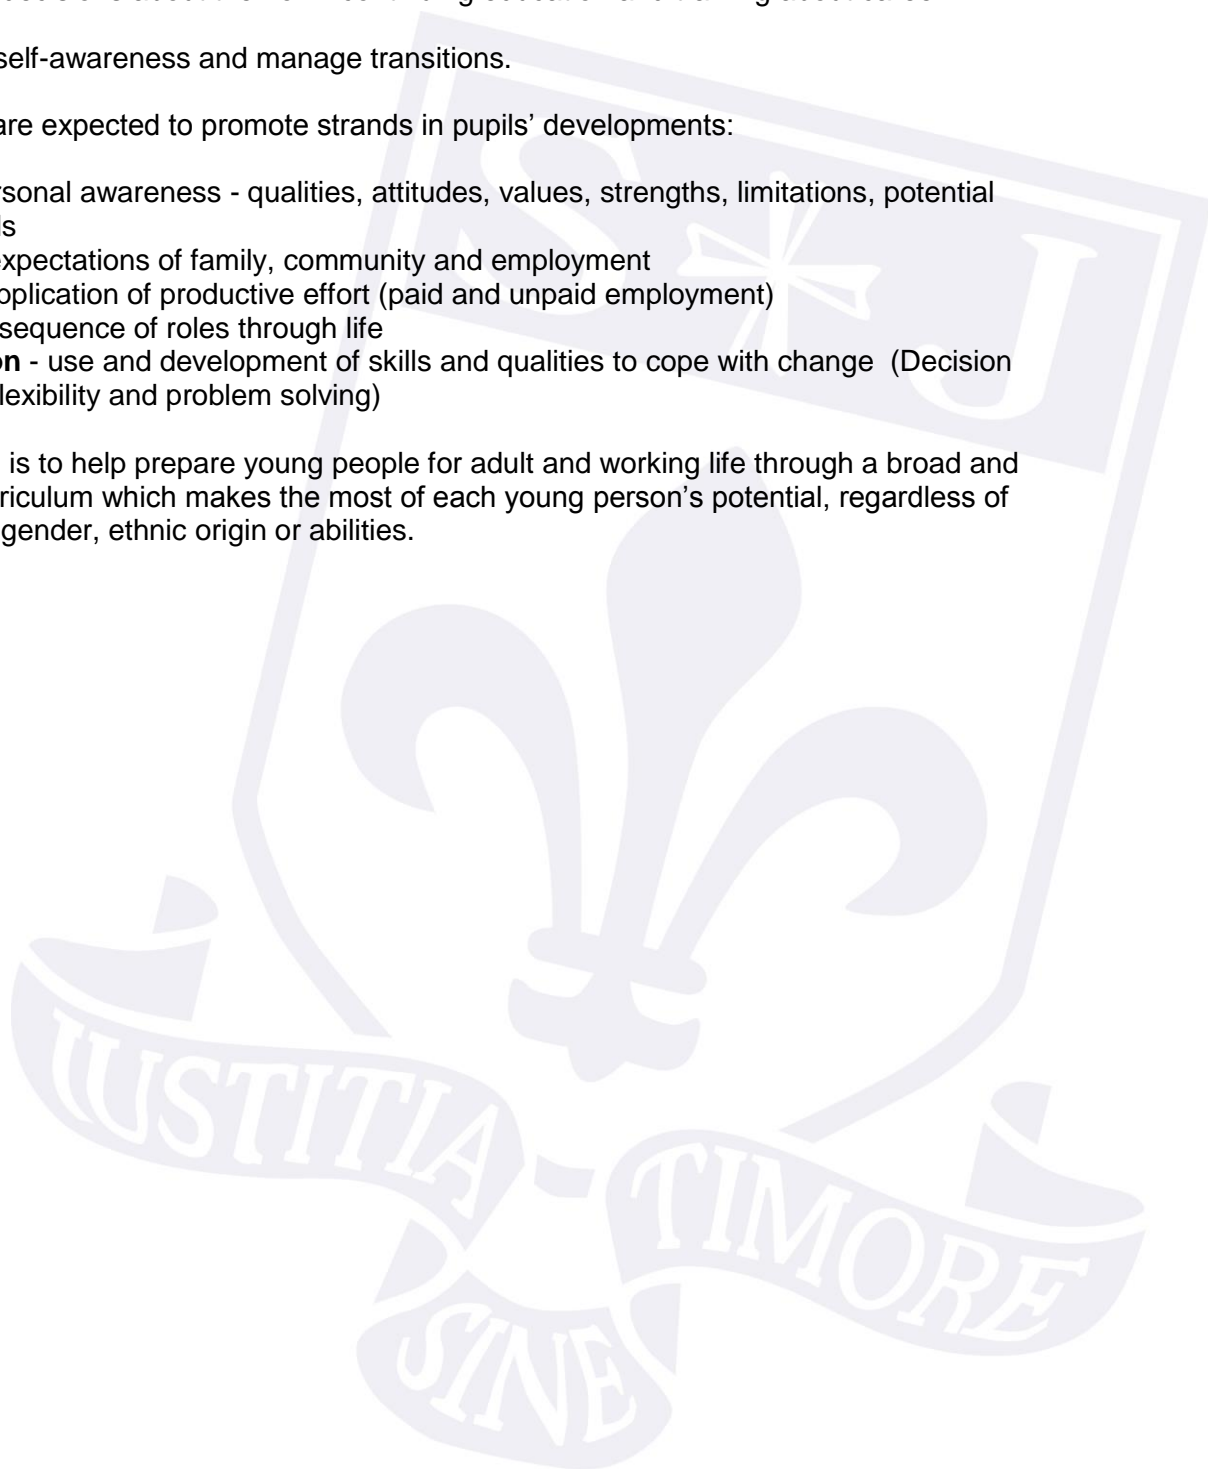 self-awareness and manage transitions.
are expected to promote strands in pupils’ developments:
rsonal awareness - qualities, attitudes, values, strengths, limitations, potential
ls
expectations of family, community and employment
pplication of productive effort (paid and unpaid employment)
sequence of roles through life
on - use and development of skills and qualities to cope with change (Decision
lexibility and problem solving)
is to help prepare young people for adult and working life through a broad and
riculum which makes the most of each young person’s potential, regardless of
gender, ethnic origin or abilities.
S J
IUSTITIA
SINE
TIMORE